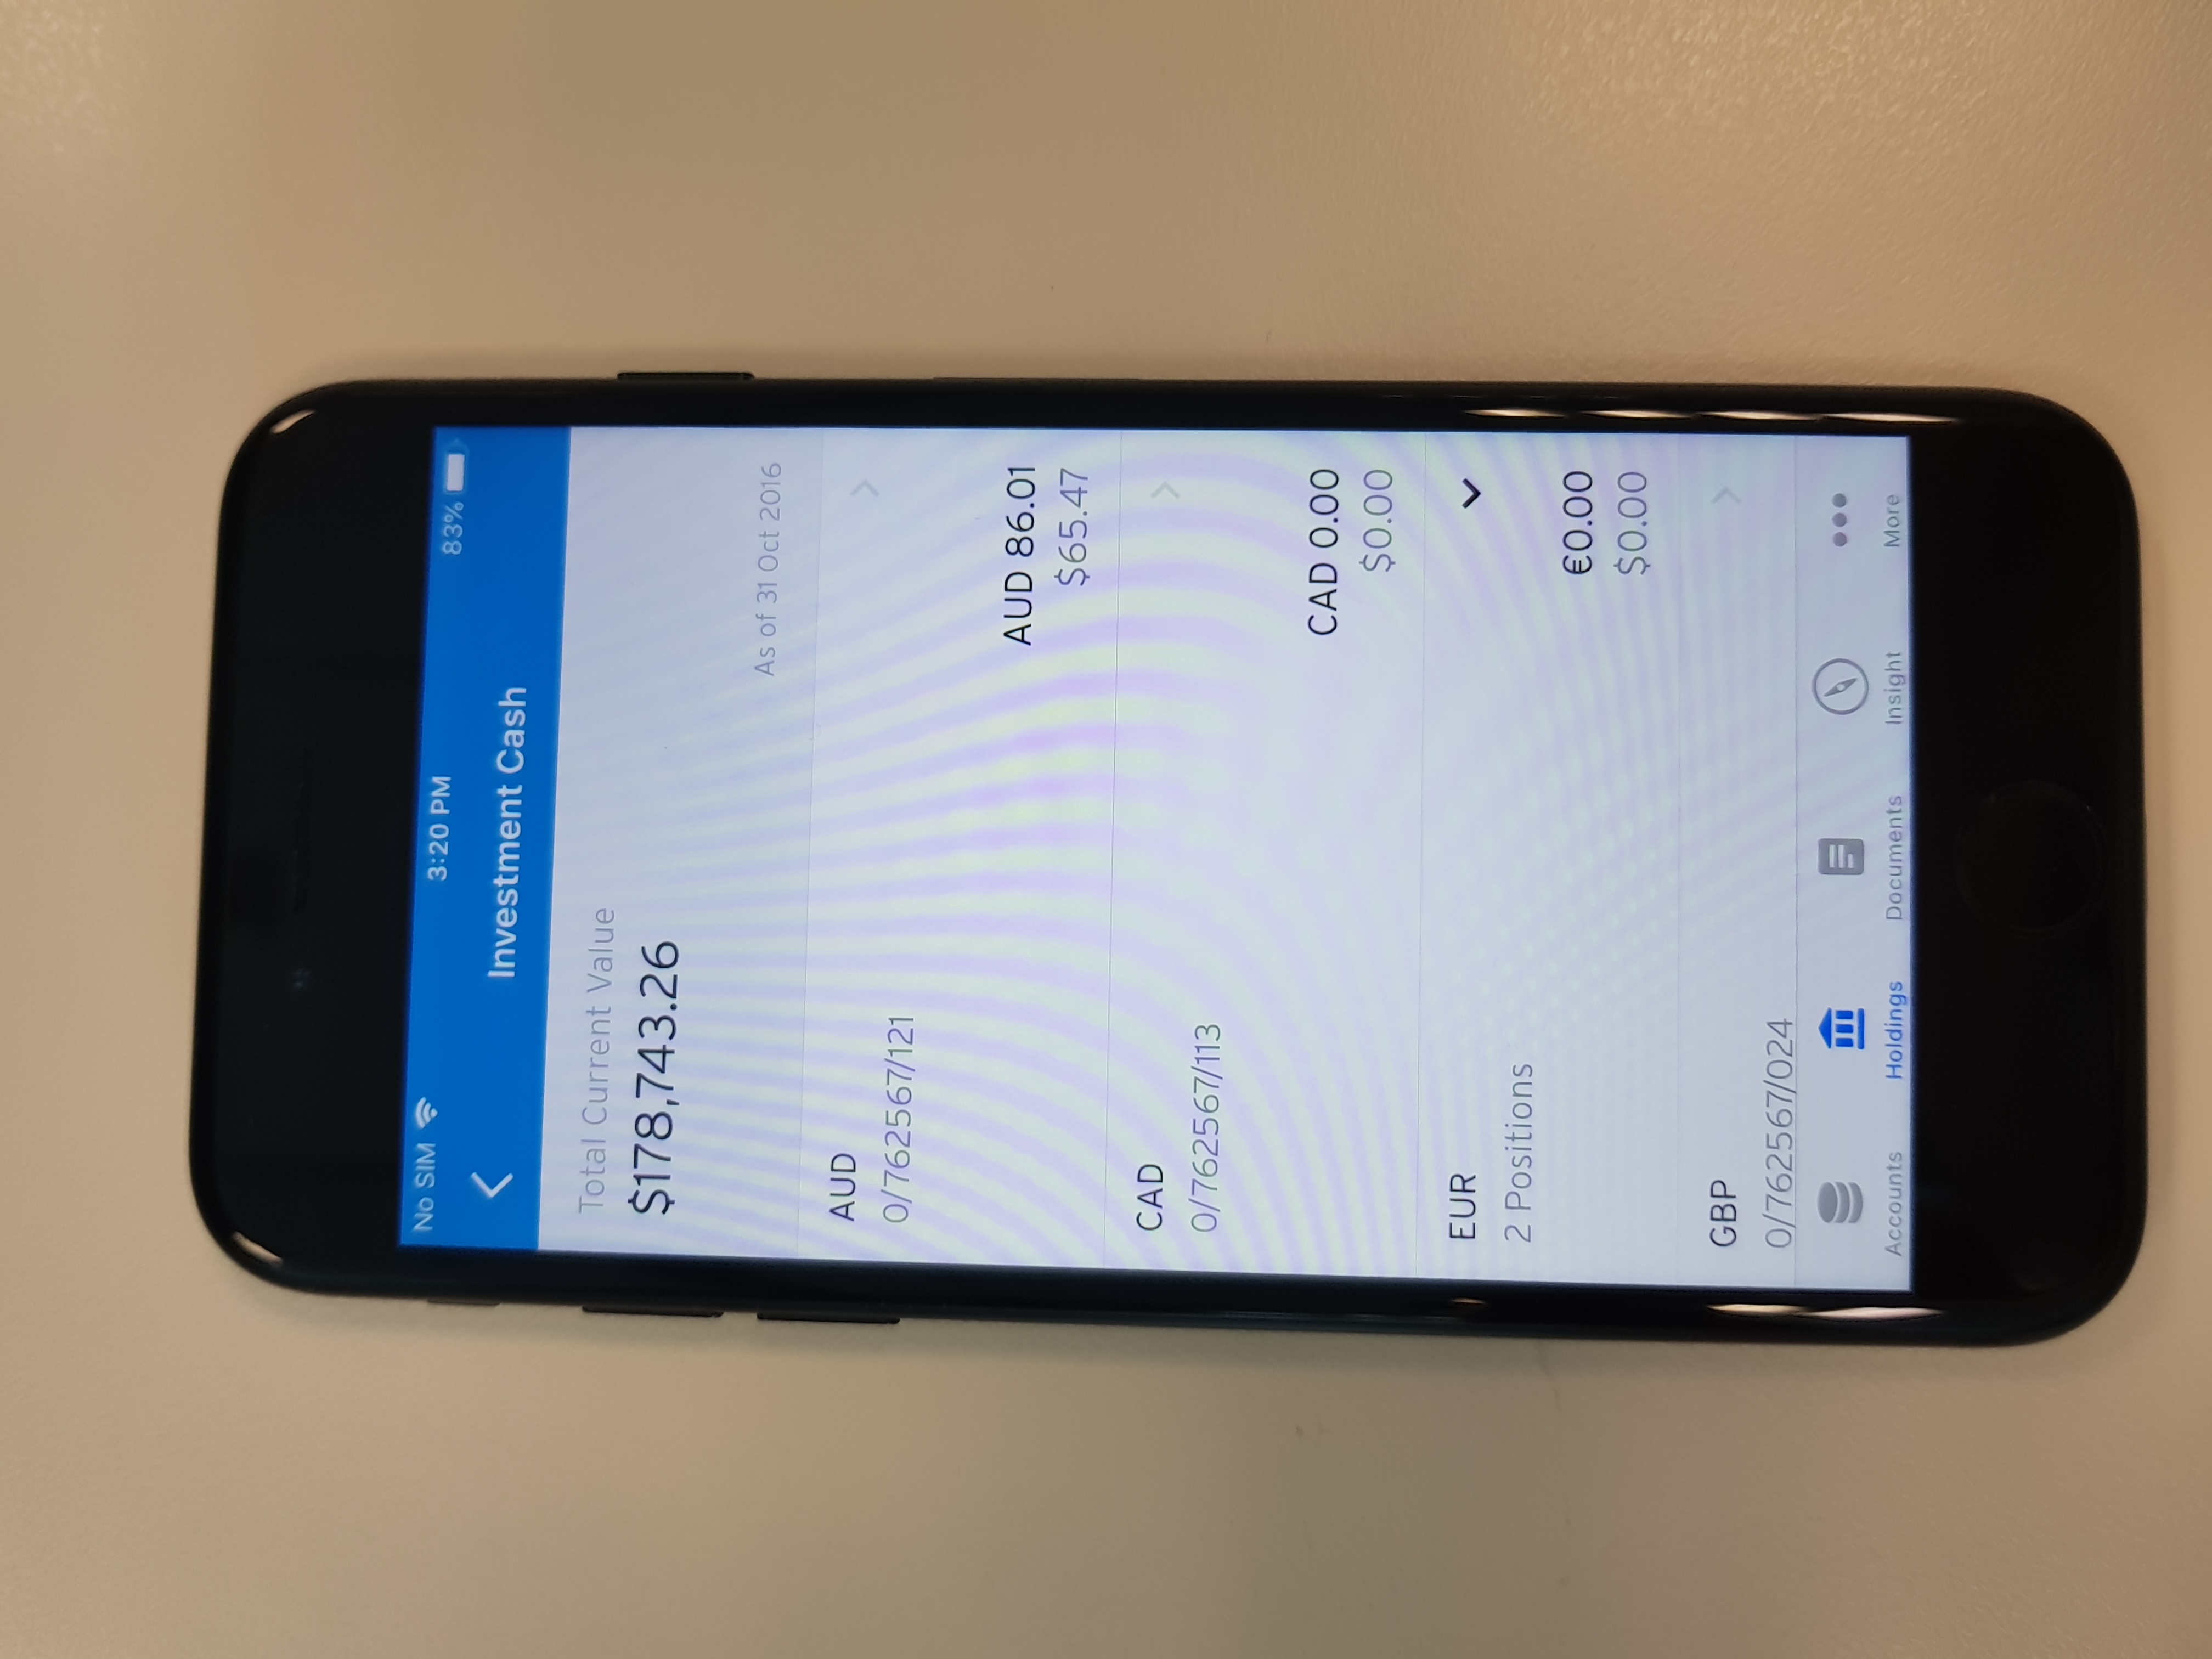 No SIM
3:20 PM
83%
Investment Cash
Total Current Value
$178,743.26
As of 31 Oct 2016
AUD
0/762567/121
AUD 86.01
$65.47
CAD
0/762567/113
CAD 0.00
$0.00
EUR
2 Positions
€0.00
$0.00
GBP
0/762567/024
Accounts
Holdings
Documents
Insight
More